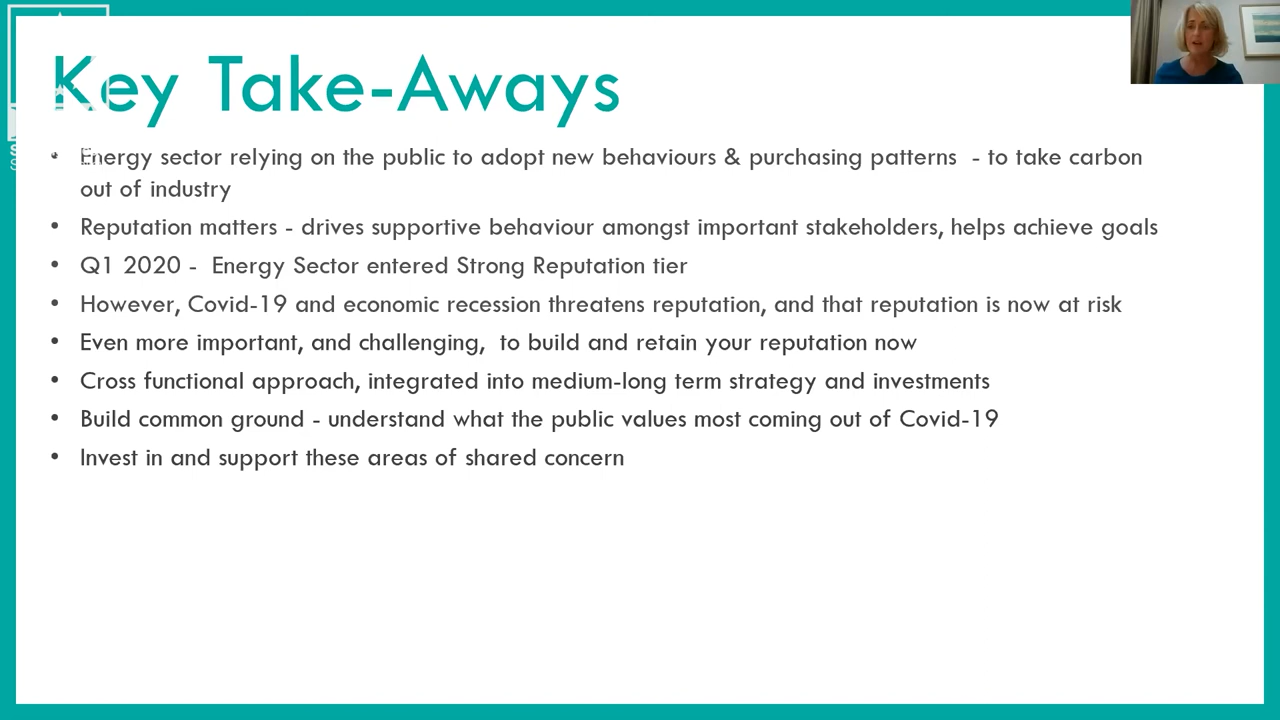 Key Take-Aways
• Energy sector relying on the public to adopt new behaviours & purchasing patterns - to take carbon
out of industry
• Reputation matters - drives supportive behaviour amongst important stakeholders, helps achieve goals
• Q1 2020 - Energy Sector entered Strong Reputation tier
• However, Covid-19 and economic recession threatens reputation, and that reputation is now at risk
• Even more important, and challenging, to build and retain your reputation now
• Cross functional approach, integrated into medium-long term strategy and investments
• Build common ground - understand what the public values most coming out of Covid-19
• Invest in and support these areas of shared concern